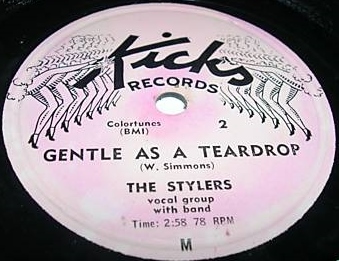 Kicks
RECORDS
Colortunes
(BMI)
2
GENTLE AS A TEARDROP
(W. Simmons)
THE STYLERS
vocal group
with band
Time: 2:58 78 RPM
M